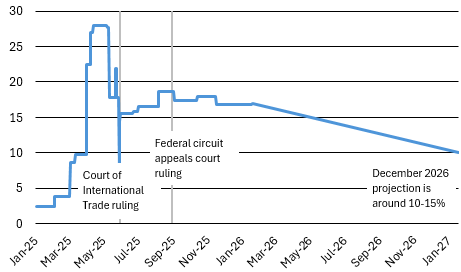 30
25
20
15
10
5
0
Court of
International
Trade ruling
Federal circuit
appeals court
ruling
December 2026
projection is
around 10-15%
Jan-25
Mar-25
May-25
Jul-25
Sep-25
Nov-25
Jan-26
Mar-26
May-26
Jul-26
Sep-26
Nov-26
Jan-27